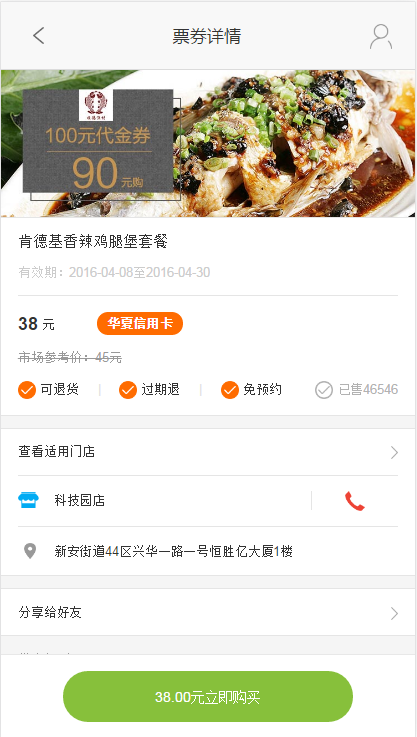 票券详情
100元代金券
90元购
肯德基香辣鸡腿堡套餐
有效期：2016-04-08至2016-04-30
38 元 华夏信用卡
市场参考价：45元
可退货 过期退 免预约 已售46546
查看适用门店
科技园店
新安街道44区兴华一路一号恒胜亿大厦1楼
分享给好友
38.00元立即购买